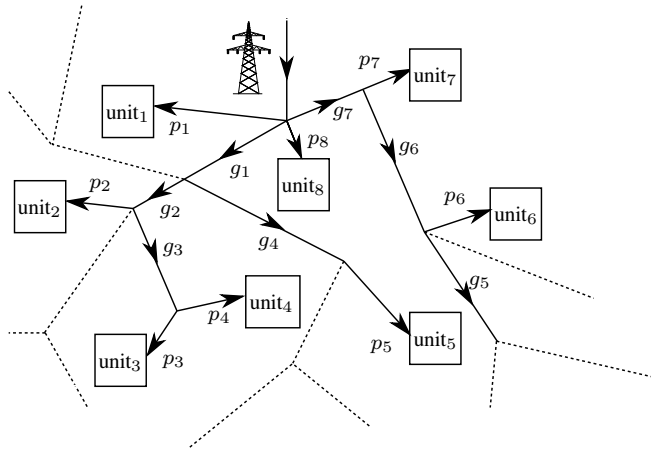 p₇
unit₇
unit₁
p₁
g₇
p₈
g₆
g₁
unit₈
p₂
unit₂
g₂
p₆
unit₆
g₃
g₄
g₅
unit₄
p₄
p₃
unit₃
p₅
unit₅